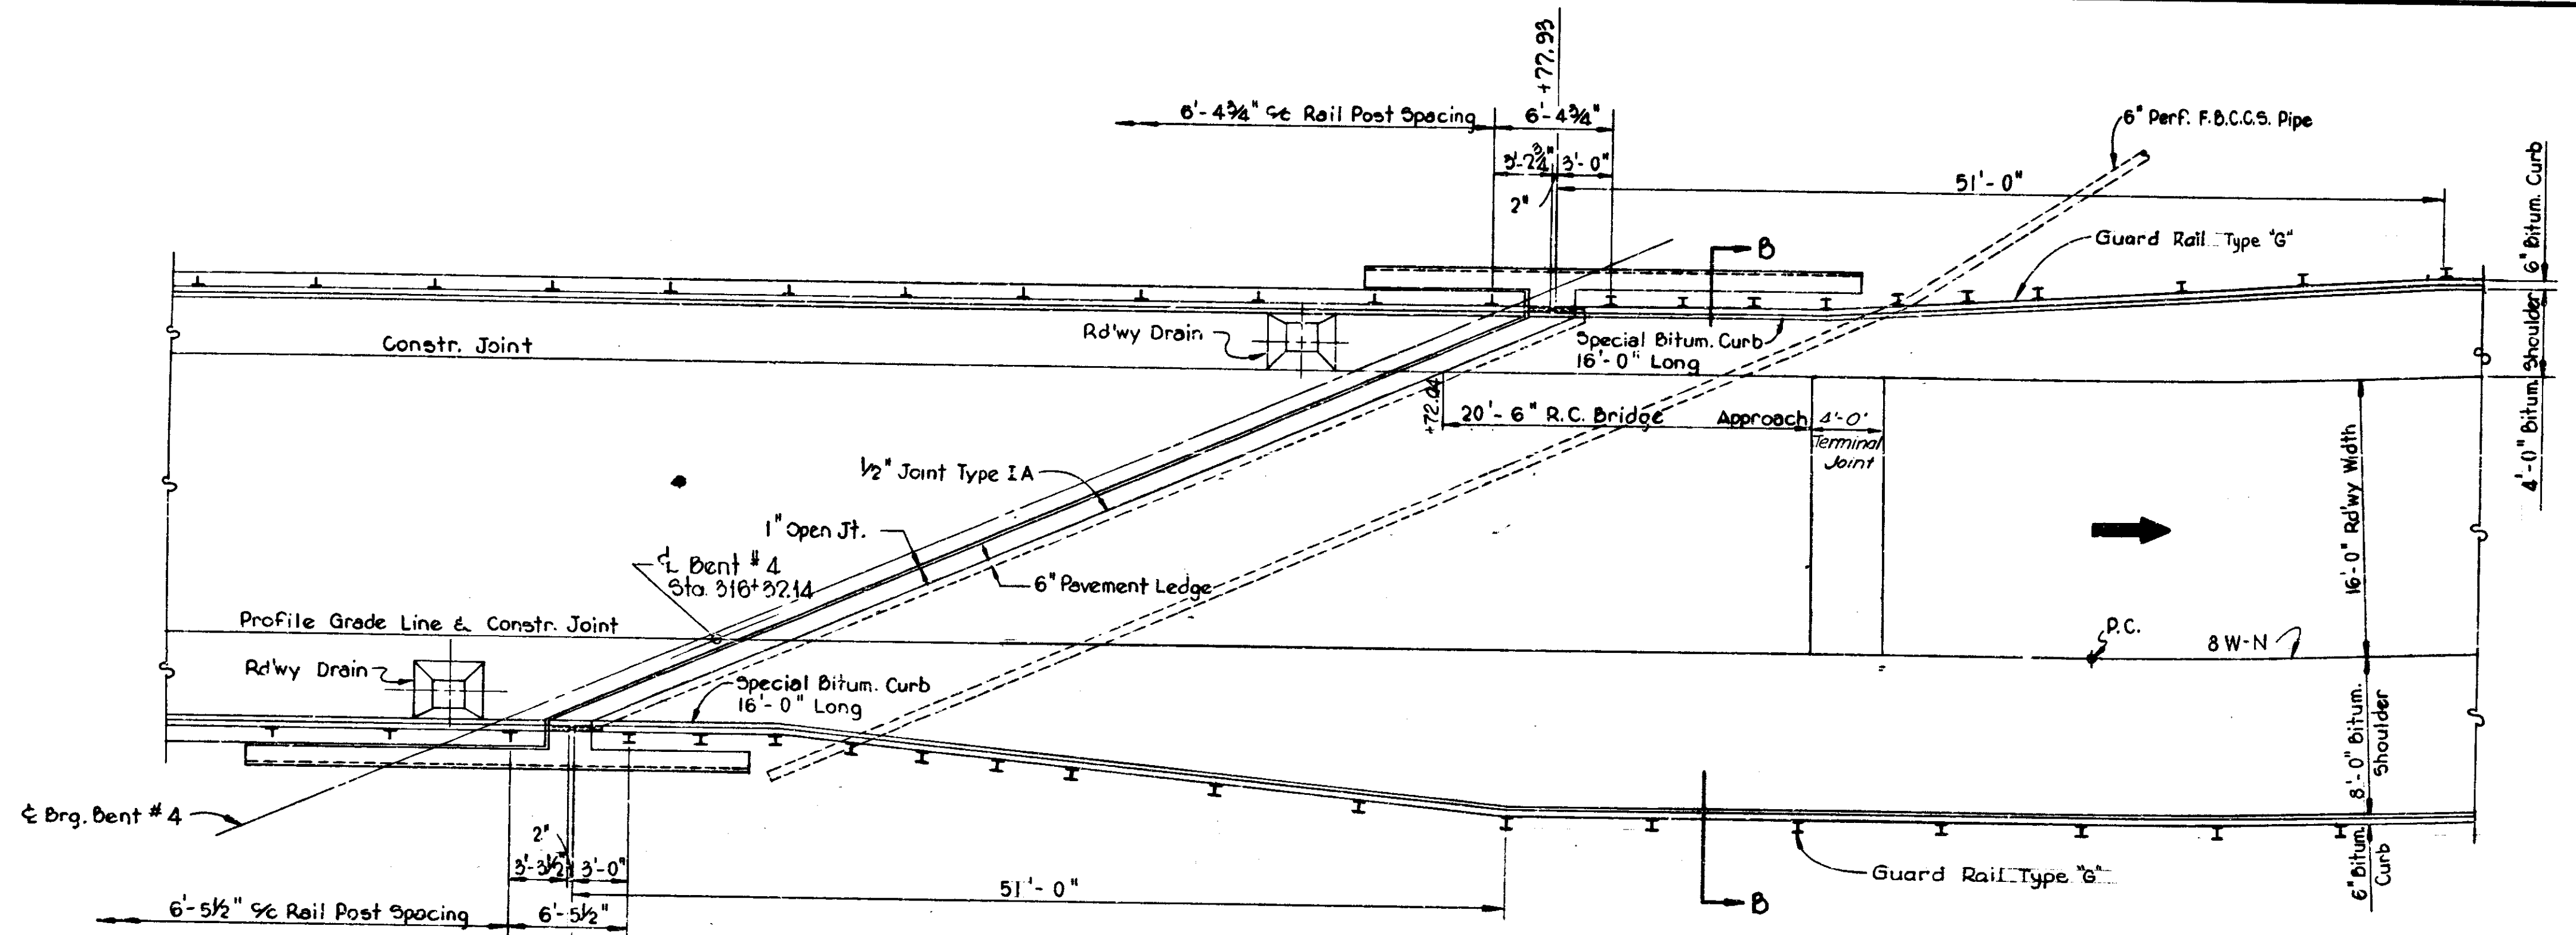 +77.93
6'-4¾" c/c Rail Post Spacing
6'-4¾"
6" Perf. F.B.C.C.S. Pipe
3'-2¾"
3'-0"
2"
51'-0"
6" Bitum. Curb
Guard Rail Type "G"
B
Rd'wy Drain
Constr. Joint
Special Bitum. Curb
16'-0" Long
4'-0" Bitum. Shoulder
+72.04
20'-6" R.C. Bridge Approach
4'-0"
Terminal
Joint
½" Joint Type IA
1" Open Jt.
℄ Bent #4
Sta. 316+32.14
6" Pavement Ledge
16'-0" Rd'wy Width
Profile Grade Line & Constr. Joint
P.C.
8 W-N
Rd'wy Drain
Special Bitum. Curb
16'-0" Long
8'-0" Bitum.
Shoulder
℄ Brg. Bent #4
2"
3'-3½"
3'-0"
51'-0"
Guard Rail Type "G"
6" Bitum.
Curb
6'-5½" c/c Rail Post Spacing
6'-5½"
B